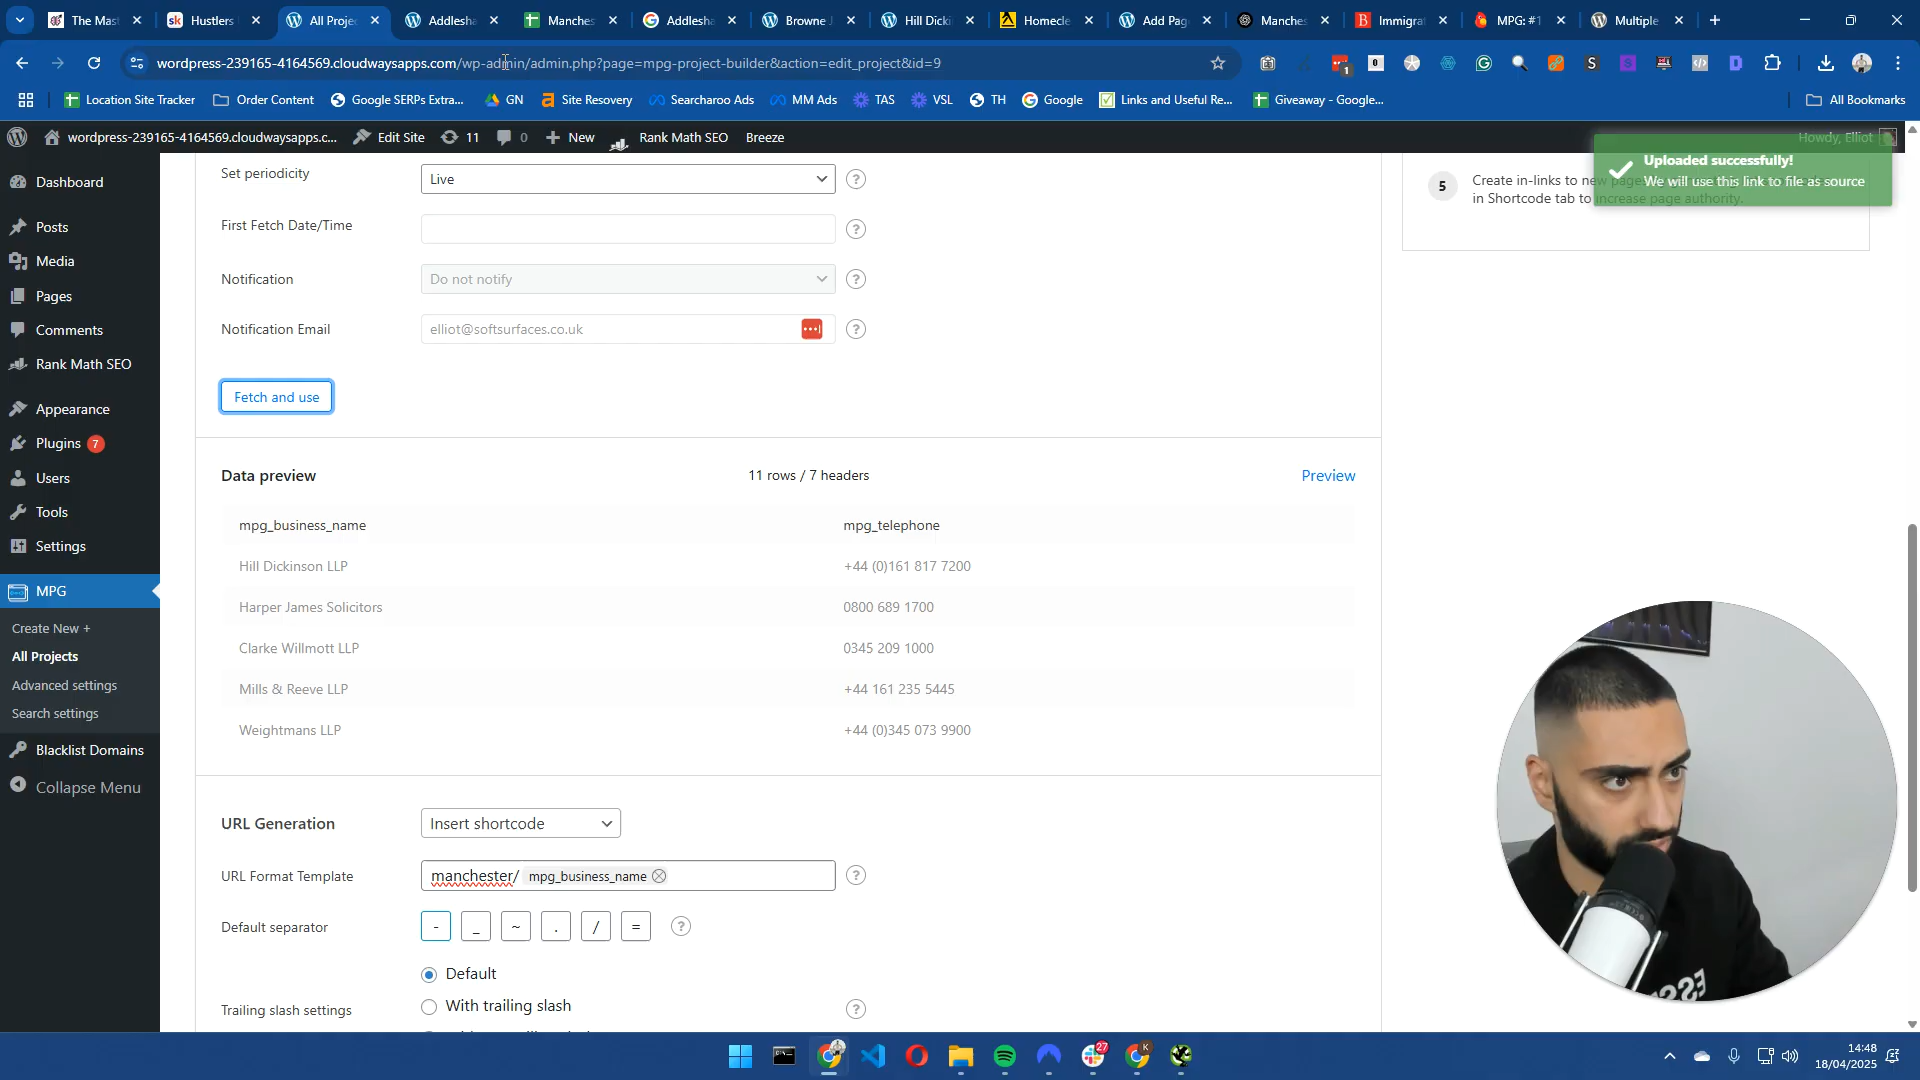 The Mast
Hustlers
All Projec
Addlesha
Manches
Addlesha
Browne J
Hill Dicki
Homecle
Add Pag
Manches
Immigrat
MPG: #1
Multiple
wordpress-239165-4164569.cloudwaysapps.com/wp-admin/admin.php?page=mpg-project-builder&action=edit_project&id=9
Location Site Tracker
Order Content
Google SERPs Extra...
GN
Site Recovery
Searcharoo Ads
MM Ads
TAS
VSL
TH
Google
Links and Useful Re...
Giveaway - Google...
All Bookmarks
wordpress-239165-4164569.cloudwaysapps.c...
Edit Site
11
0
New
Rank Math SEO
Breeze
Howdy, Elliot
Uploaded successfully!
We will use this link to file as source
Dashboard
Posts
Media
Pages
Comments
Rank Math SEO
Appearance
Plugins 7
Users
Tools
Settings
MPG
Create New +
All Projects
Advanced settings
Search settings
Blacklist Domains
Collapse Menu
Set periodicity
Live
First Fetch Date/Time
Notification
Do not notify
Notification Email
elliot@softsurfaces.co.uk
Fetch and use
5
Create in-links to new pages
in Shortcode tab to increase page authority.
Data preview
11 rows / 7 headers
Preview
mpg_business_name
mpg_telephone
Hill Dickinson LLP
+44 (0)161 817 7200
Harper James Solicitors
0800 689 1700
Clarke Willmott LLP
0345 209 1000
Mills & Reeve LLP
+44 161 235 5445
Weightmans LLP
+44 (0)345 073 9900
URL Generation
Insert shortcode
URL Format Template
manchester/ mpg_business_name
Default separator
- _ ~ . / =
Default
Trailing slash settings
With trailing slash
14:48
18/04/2025